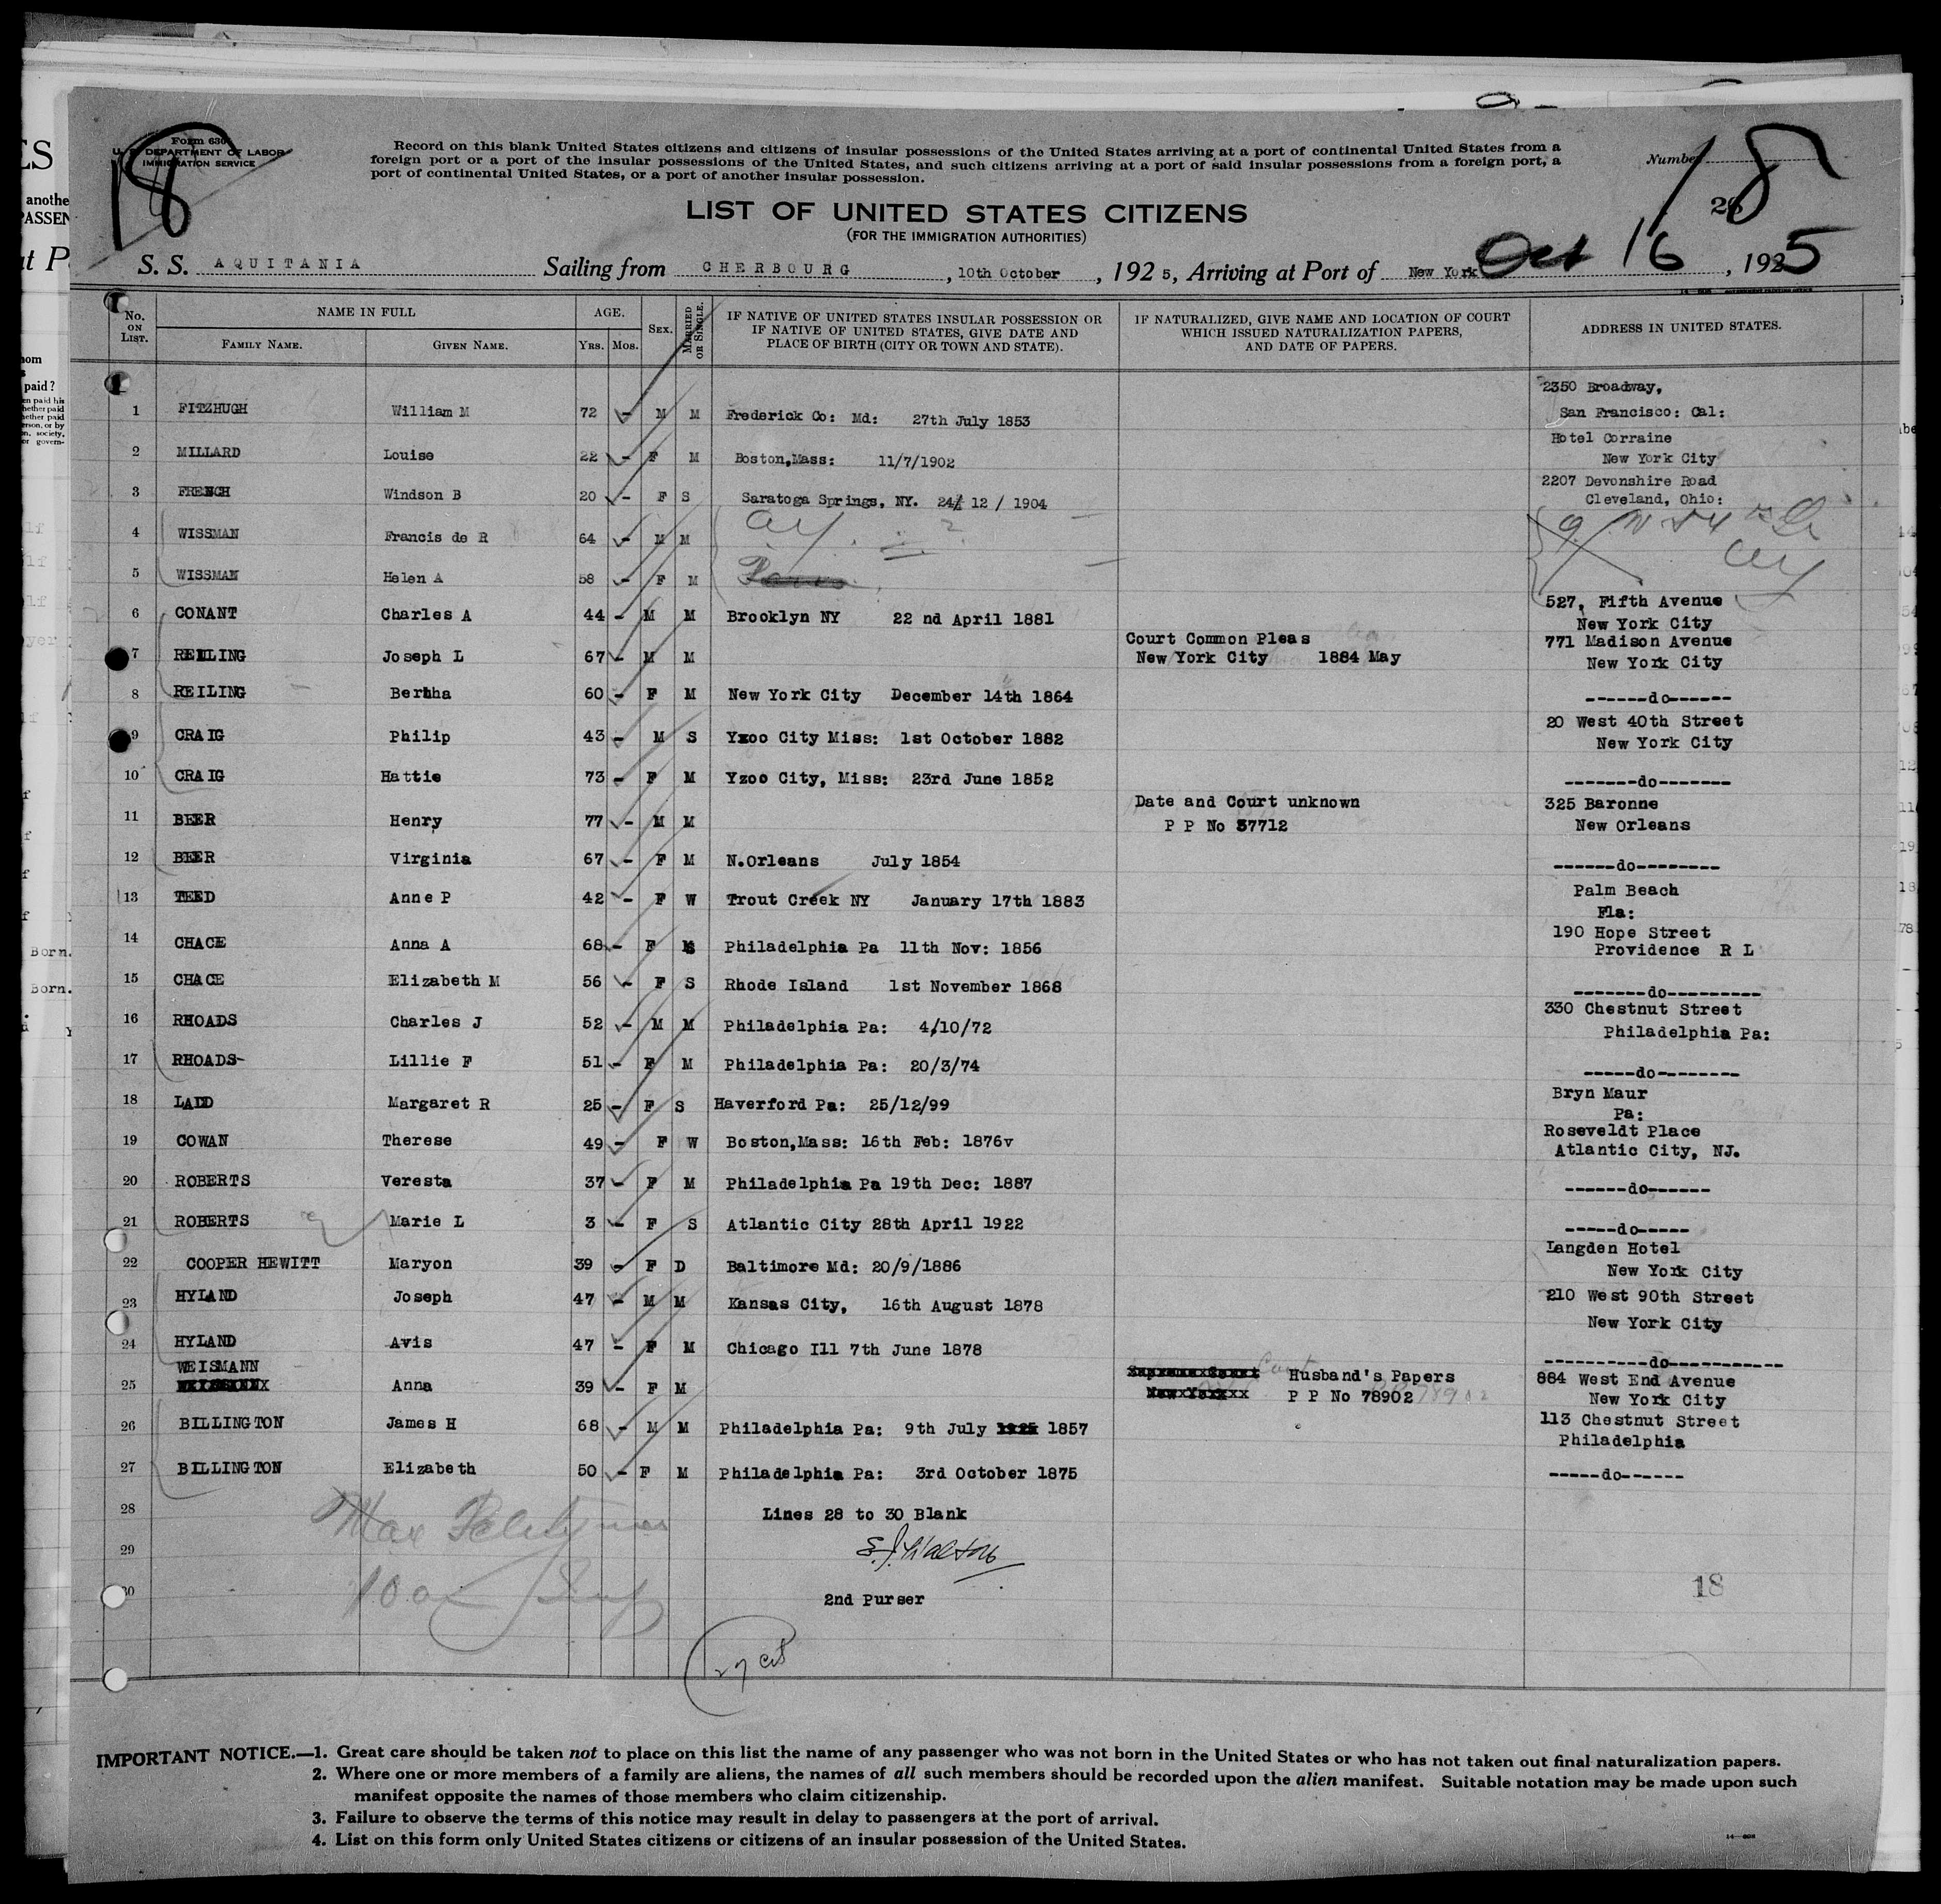 Form 630
U. S. DEPARTMENT OF LABOR
IMMIGRATION SERVICE
18
Record on this blank United States citizens and citizens of insular possessions of the United States arriving at a port of continental United States from a
foreign port or a port of the insular possessions of the United States, and such citizens arriving at a port of said insular possessions from a foreign port, a
port of continental United States, or a port of another insular possession.
Number
18
LIST OF UNITED STATES CITIZENS
(FOR THE IMMIGRATION AUTHORITIES)
S. S. AQUITANIA Sailing from CHERBOURG, 10th October, 1925, Arriving at Port of New York Oct 16, 1925
No. ON LIST. NAME IN FULL AGE. SEX. MARRIED OR SINGLE. IF NATIVE OF UNITED STATES INSULAR POSSESSION OR IF NATIVE OF UNITED STATES, GIVE DATE AND PLACE OF BIRTH (CITY OR TOWN AND STATE). IF NATURALIZED, GIVE NAME AND LOCATION OF COURT WHICH ISSUED NATURALIZATION PAPERS, AND DATE OF PAPERS. ADDRESS IN UNITED STATES.
FAMILY NAME. GIVEN NAME. YRS. MOS.
1 FITZHUGH William M 72 - M M Frederick Co: Md: 27th July 1853 2350 Broadway, San Francisco: Cal:
2 MILLARD Louise 22 - F M Boston,Mass: 11/7/1902 Hotel Corraine New York City
3 FRENCH Windson B 20 - F S Saratoga Springs, NY. 24/ 12 / 1904 2207 Devonshire Road Cleveland, Ohio:
4 WISSMAN Francis de R 64 - M M
5 WISSMAN Helen A 58 - F M
6 CONANT Charles A 44 - M M Brooklyn NY 22 nd April 1881 527, Fifth Avenue New York City
7 REILING Joseph L 67 - M M Court Common Pleas New York City 1884 May 771 Madison Avenue New York City
8 REILING Bertha 60 - F M New York City December 14th 1864 ------do------
9 CRAIG Philip 43 - M S Yzoo City Miss: 1st October 1882 20 West 40th Street New York City
10 CRAIG Hattie 73 - F M Yzoo City, Miss: 23rd June 1852 -------do-------
11 BEER Henry 77 - M M Date and Court unknown P P No 37712 325 Baronne New Orleans
12 BEER Virginia 67 - F M N.Orleans July 1854 ------do--------
13 TEED Anne P 42 - F W Trout Creek NY January 17th 1883 Palm Beach Fla:
14 CHACE Anna A 68 - F S Philadelphia Pa 11th Nov: 1856 190 Hope Street Providence R L
15 CHACE Elizabeth M 56 - F S Rhode Island 1st November 1868 -------do---------
16 RHOADS Charles J 52 - M M Philadelphia Pa: 4/10/72 330 Chestnut Street Philadelphia Pa:
17 RHOADS- Lillie F 51 - F M Philadelphia Pa: 20/3/74 -----do--------
18 LADD Margaret R 25 - F S Haverford Pa: 25/12/99 Bryn Maur Pa:
19 COWAN Therese 49 - F W Boston,Mass: 16th Feb: 1876v Roseveldt Place Atlantic City, NJ.
20 ROBERTS Veresta 37 - F M Philadelphia Pa 19th Dec: 1887 ------do------
21 ROBERTS Marie L 3 - F S Atlantic City 28th April 1922 -----do-----
22 COOPER HEWITT Maryon 39 - F D Baltimore Md: 20/9/1886 Langden Hotel New York City
23 HYLAND Joseph 47 - M M Kansas City, 16th August 1878 210 West 90th Street New York City
24 HYLAND Avis 47 - F M Chicago Ill 7th June 1878 ----------do-----------
25 WEISMANN Anna 39 - F M Husband's Papers P P No 78902 884 West End Avenue New York City
26 BILLINGTON James H 68 - M M Philadelphia Pa: 9th July 1857 113 Chestnut Street Philadelphia
27 BILLINGTON Elizabeth 50 - F M Philadelphia Pa: 3rd October 1875 -----do------
28 Lines 28 to 30 Blank
29 S.J. Walton
30 2nd Purser
18
27 cits
IMPORTANT NOTICE.—1. Great care should be taken not to place on this list the name of any passenger who was not born in the United States or who has not taken out final naturalization papers.
2. Where one or more members of a family are aliens, the names of all such members should be recorded upon the alien manifest. Suitable notation may be made upon such
manifest opposite the names of those members who claim citizenship.
3. Failure to observe the terms of this notice may result in delay to passengers at the port of arrival.
4. List on this form only United States citizens or citizens of an insular possession of the United States.